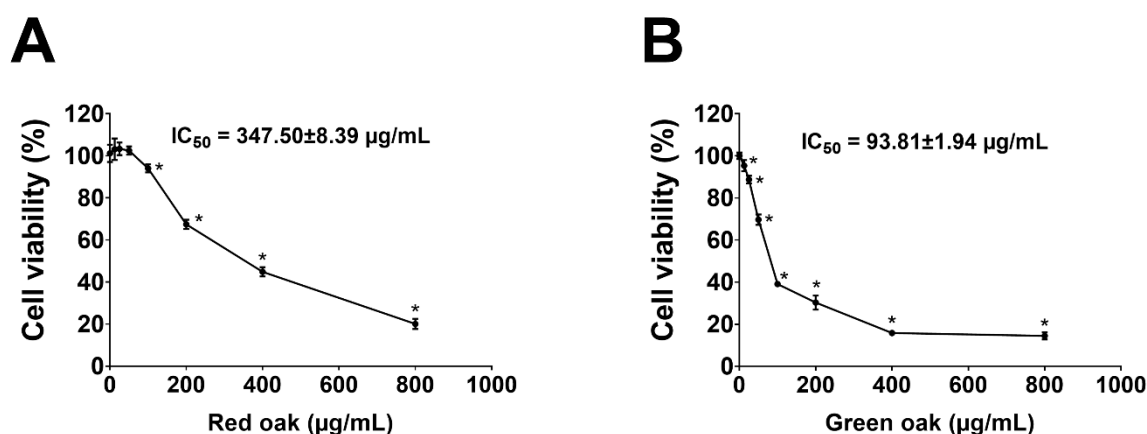 A
IC50 = 347.50±8.39 µg/mL
Cell viability (%)
120
100
80
60
40
20
0
* * * *
0 200 400 600 800 1000
Red oak (µg/mL)
B
IC50 = 93.81±1.94 µg/mL
Cell viability (%)
120
100
80
60
40
20
0
* * * * * * *
0 200 400 600 800 1000
Green oak (µg/mL)